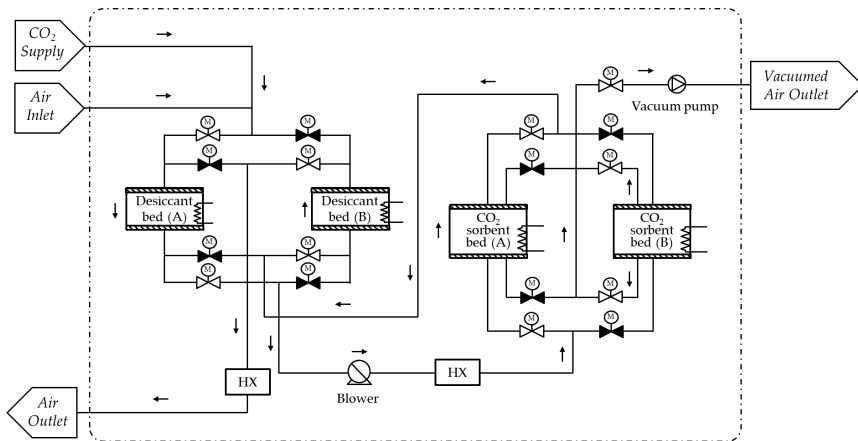 CO2
Supply
Air
Inlet
M
M
M
M
Desiccant
bed (A)
Desiccant
bed (B)
M
M
M
M
HX
Air
Outlet
Blower
HX
M
Vacuum pump
Vacuumed
Air Outlet
M
M
M
M
CO2
sorbent
bed (A)
CO2
sorbent
bed (B)
M
M
M
M